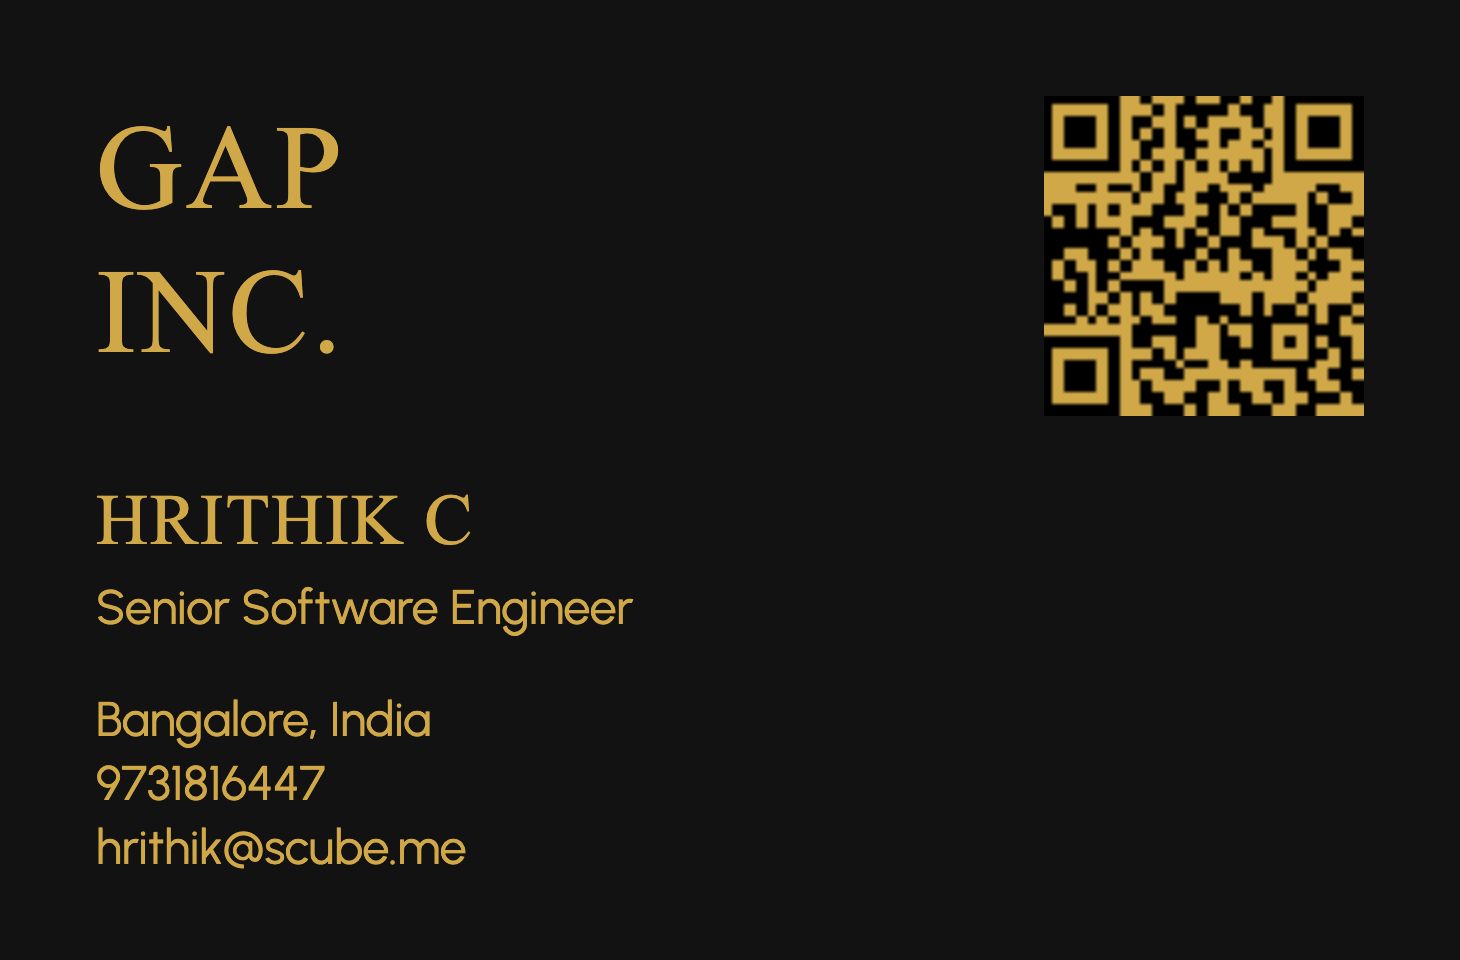 GAP
INC.
HRITHIK C
Senior Software Engineer
Bangalore, India
9731816447
hrithik@scube.me